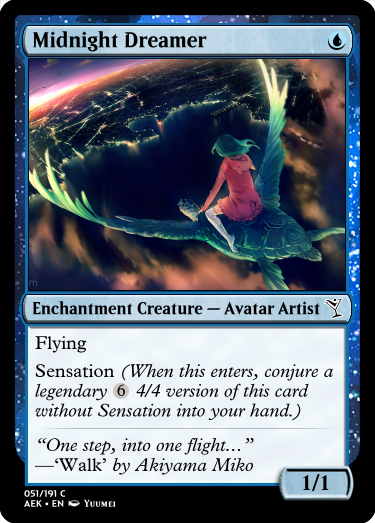 Midnight Dreamer
Enchantment Creature — Avatar Artist
Flying
Sensation (When this enters, conjure a
legendary 6 4/4 version of this card
without Sensation into your hand.)
“One step, into one flight…”
—‘Walk’ by Akiyama Miko
1/1
051/191 C
AEK • EN Yuumei